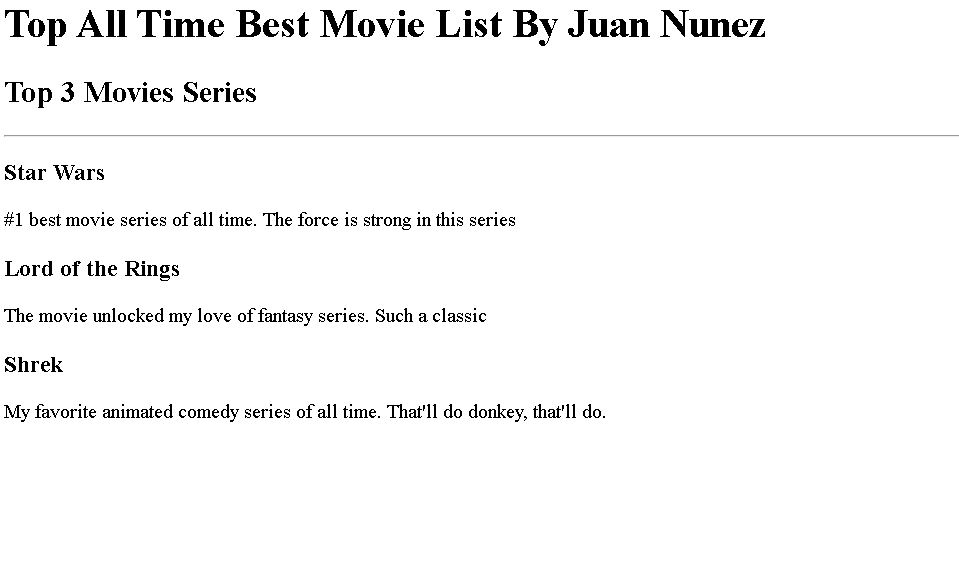 Top All Time Best Movie List By Juan Nunez
Top 3 Movies Series
Star Wars
#1 best movie series of all time. The force is strong in this series
Lord of the Rings
The movie unlocked my love of fantasy series. Such a classic
Shrek
My favorite animated comedy series of all time. That'll do donkey, that'll do.